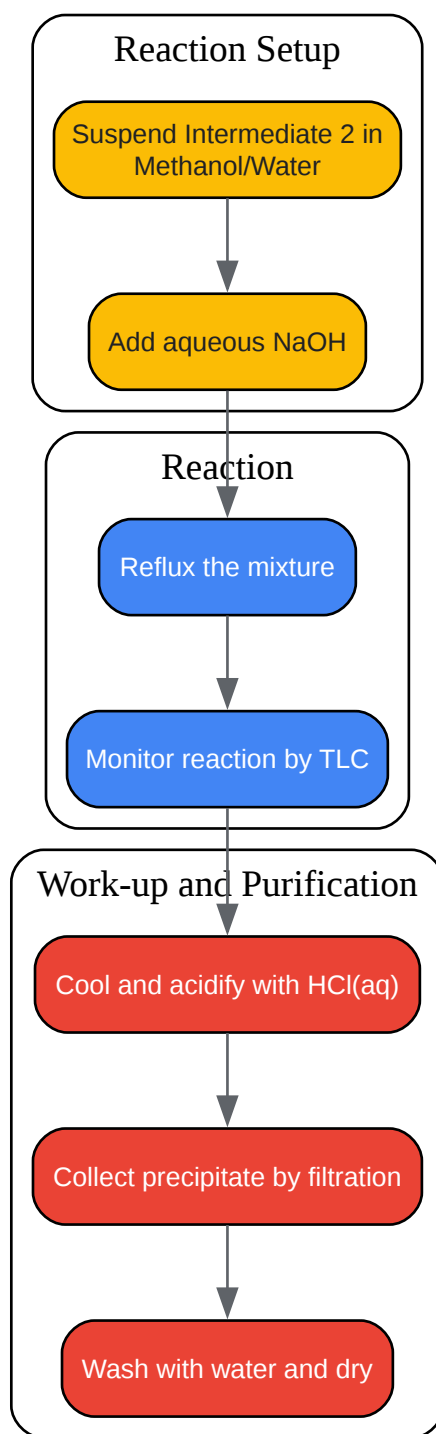 Reaction Setup
Suspend Intermediate 2 in
Methanol/Water
Add aqueous NaOH
Reaction
Reflux the mixture
Monitor reaction by TLC
Work-up and Purification
Cool and acidify with HCl(aq)
Collect precipitate by filtration
Wash with water and dry